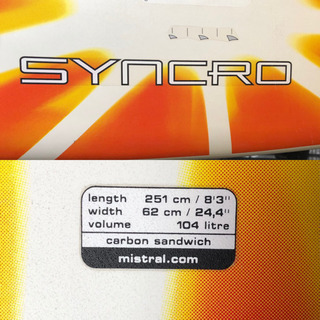 SYNCRO
length 251 cm / 8'3''
width 62 cm / 24,4''
volume 104 litre
carbon sandwich
mistral.com